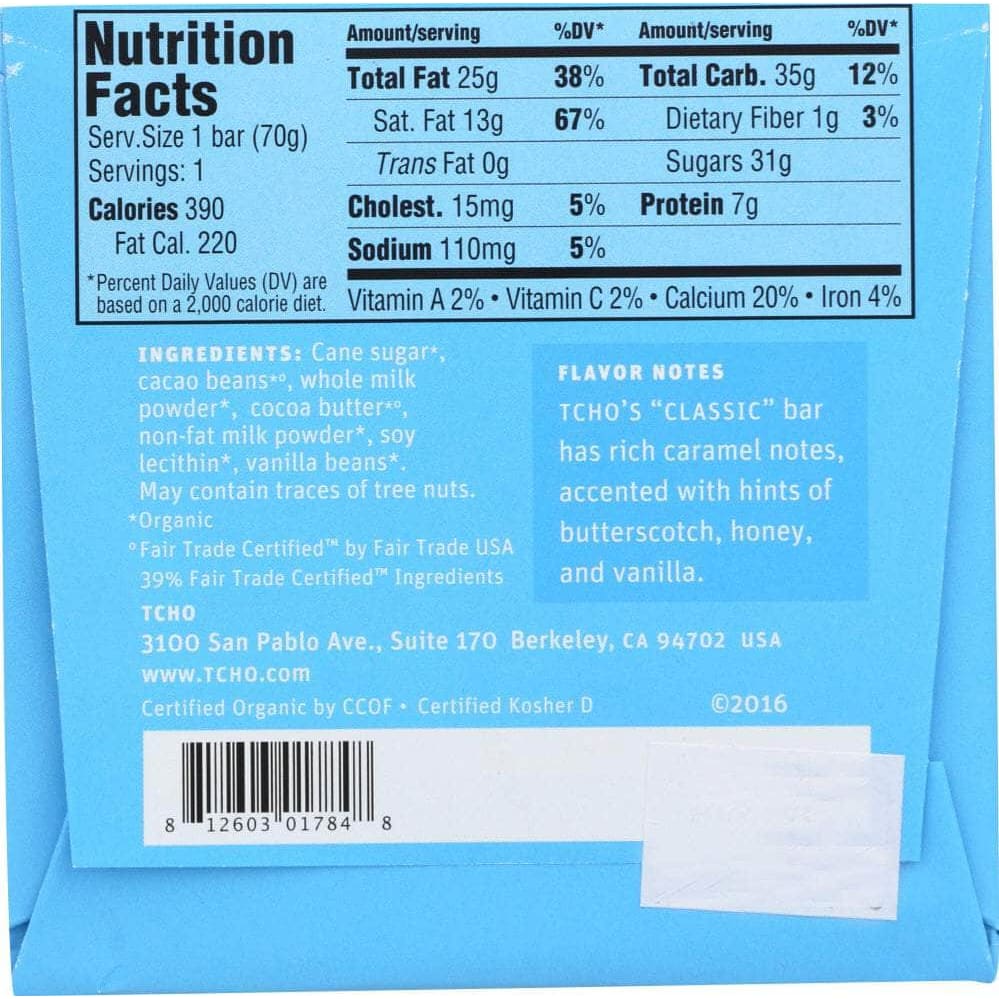 Nutrition
Facts
Serv.Size 1 bar (70g)
Servings: 1
Calories 390
Fat Cal. 220
*Percent Daily Values (DV) are
based on a 2,000 calorie diet.
Amount/serving %DV* Amount/serving %DV*
Total Fat 25g 38% Total Carb. 35g 12%
Sat. Fat 13g 67% Dietary Fiber 1g 3%
Trans Fat 0g Sugars 31g
Cholest. 15mg 5% Protein 7g
Sodium 110mg 5%
Vitamin A 2% • Vitamin C 2% • Calcium 20% • Iron 4%
INGREDIENTS: Cane sugar*,
cacao beans*°, whole milk
powder*, cocoa butter*°,
non-fat milk powder*, soy
lecithin*, vanilla beans*.
May contain traces of tree nuts.
*Organic
°Fair Trade Certified™ by Fair Trade USA
39% Fair Trade Certified™ Ingredients
FLAVOR NOTES
TCHO'S “CLASSIC” bar
has rich caramel notes,
accented with hints of
butterscotch, honey,
and vanilla.
TCHO
3100 San Pablo Ave., Suite 170 Berkeley, CA 94702 USA
www.TCHO.com
Certified Organic by CCOF • Certified Kosher D ©2016
8 12603 01784 8